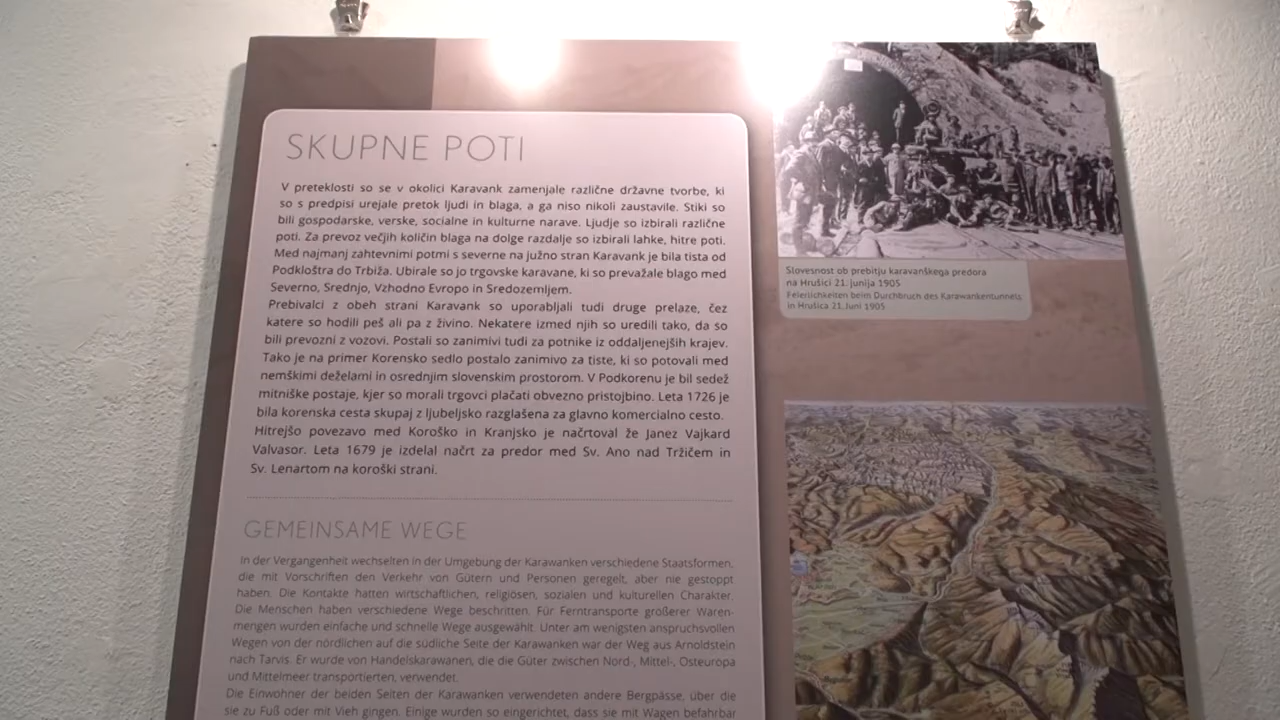 SKUPNE POTI
V preteklosti so se v okolici Karavank zamenjale različne državne tvorbe, ki
so s predpisi urejale pretok ljudi in blaga, a ga niso nikoli zaustavile. Stiki so
bili gospodarske, verske, socialne in kulturne narave. Ljudje so izbirali različne
poti. Za prevoz večjih količin blaga na dolge razdalje so izbirali lahke, hitre poti.
Med najmanj zahtevnimi potmi s severne na južno stran Karavank je bila tista od
Podkloštra do Trbiža. Ubirale so jo trgovske karavane, ki so prevažale blago med
Severno, Srednjo, Vzhodno Evropo in Sredozemljem.
Prebivalci z obeh strani Karavank so uporabljali tudi druge prelaze, čez
katere so hodili peš ali pa z živino. Nekatere izmed njih so uredili tako, da so
bili prevozni z vozovi. Postali so zanimivi tudi za potnike iz oddaljenejših krajev.
Tako je na primer Korensko sedlo postalo zanimivo za tiste, ki so potovali med
nemškimi deželami in osrednjim slovenskim prostorom. V Podkorenu je bil sedež
mitniške postaje, kjer so morali trgovci plačati obvezno pristojbino. Leta 1726 je
bila korenska cesta skupaj z ljubeljsko razglašena za glavno komercialno cesto.
Hitrejšo povezavo med Koroško in Kranjsko je načrtoval že Janez Vajkard
Valvasor. Leta 1679 je izdelal načrt za predor med Sv. Ano nad Tržičem in
Sv. Lenartom na koroški strani.
GEMEINSAME WEGE
In der Vergangenheit wechselten in der Umgebung der Karawanken verschiedene Staatsformen,
die mit Vorschriften den Verkehr von Gütern und Personen geregelt, aber nie gestoppt
haben. Die Kontakte hatten wirtschaftlichen, religiösen, sozialen und kulturellen Charakter.
Die Menschen haben verschiedene Wege beschritten. Für Ferntransporte größerer Waren-
mengen wurden einfache und schnelle Wege ausgewählt. Unter am wenigsten anspruchsvollen
Wegen von der nördlichen auf die südliche Seite der Karawanken war der Weg aus Arnoldstein
nach Tarvis. Er wurde von Handelskarawanen, die die Güter zwischen Nord-, Mittel-, Osteuropa
und Mittelmeer transportierten, verwendet.
Die Einwohner der beiden Seiten der Karawanken verwendeten andere Bergpässe, über die
sie zu Fuß oder mit Vieh gingen. Einige wurden so eingerichtet, dass sie mit Wagen befahrbar
Slovesnost ob prebitju karavanškega predora
na Hrušici 21. junija 1905
Feierlichkeiten beim Durchbruch des Karawankentunnels
in Hrušica 21. Juni 1905